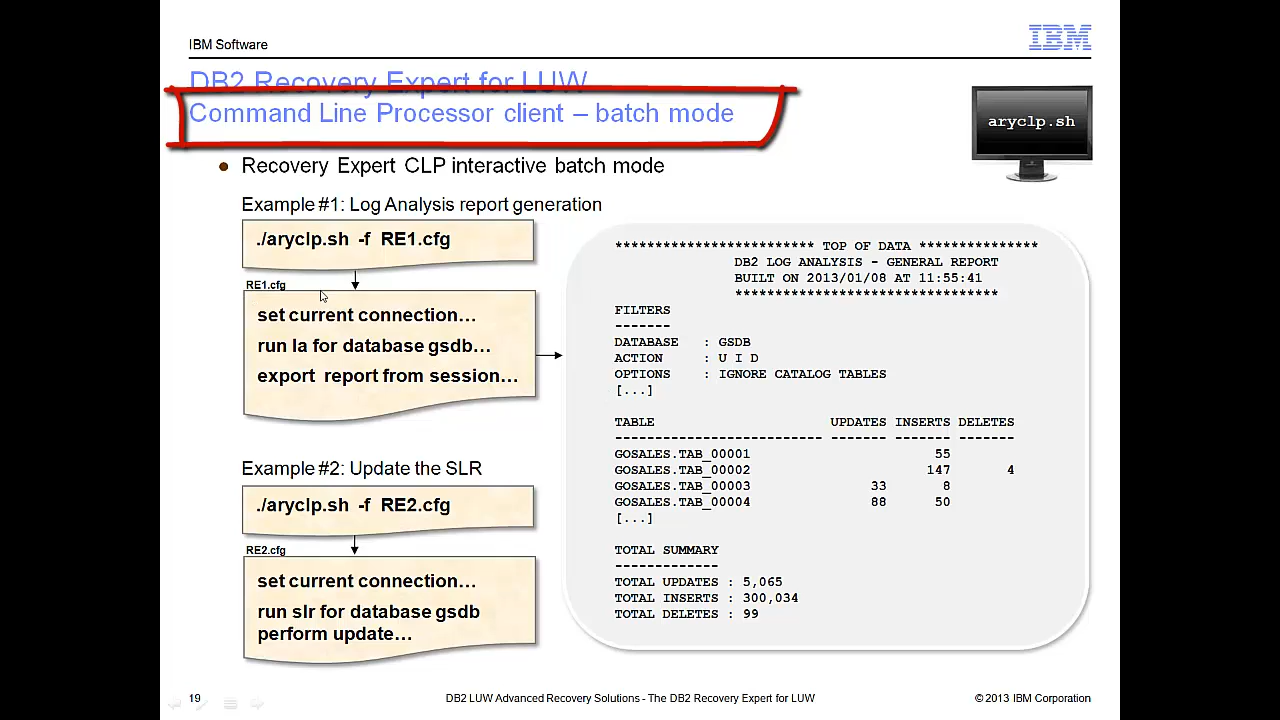 IBM Software
IBM
DB2 Recovery Expert for LUW
Command Line Processor client – batch mode
aryclp.sh
Recovery Expert CLP interactive batch mode
Example #1: Log Analysis report generation
./aryclp.sh -f RE1.cfg
RE1.cfg
set current connection...
run la for database gsdb...
export report from session...
Example #2: Update the SLR
./aryclp.sh -f RE2.cfg
RE2.cfg
set current connection...
run slr for database gsdb
perform update...
************************** TOP OF DATA ***************
DB2 LOG ANALYSIS - GENERAL REPORT
BUILT ON 2013/01/08 AT 11:55:41
*********************************
FILTERS
-------
DATABASE : GSDB
ACTION : U I D
OPTIONS : IGNORE CATALOG TABLES
[...]
TABLE UPDATES INSERTS DELETES
-------------------------- ------- ------- -------
GOSALES.TAB_00001 55
GOSALES.TAB_00002 147 4
GOSALES.TAB_00003 33 8
GOSALES.TAB_00004 88 50
[...]
TOTAL SUMMARY
-------------
TOTAL UPDATES : 5,065
TOTAL INSERTS : 300,034
TOTAL DELETES : 99
19
DB2 LUW Advanced Recovery Solutions - The DB2 Recovery Expert for LUW
© 2013 IBM Corporation